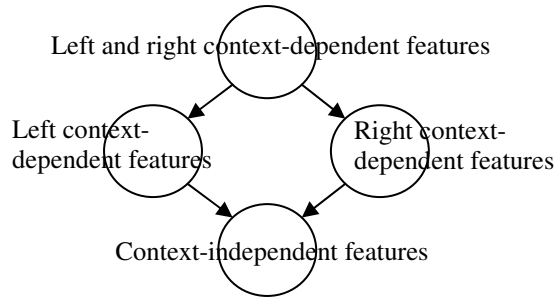 Left and right context-dependent features
Left context-
dependent features
Right context-
dependent features
Context-independent features